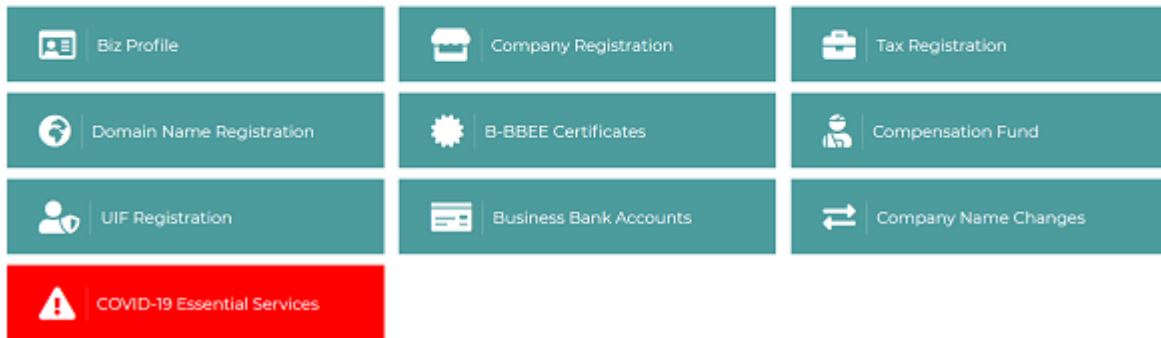 Biz Profile
Company Registration
Tax Registration
Domain Name Registration
B-BBEE Certificates
Compensation Fund
UIF Registration
Business Bank Accounts
Company Name Changes
COVID-19 Essential Services